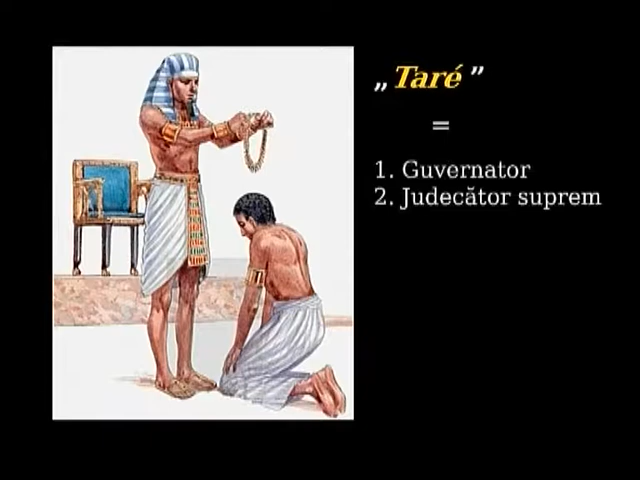 „Taré”
=
1. Guvernator
2. Judecător suprem